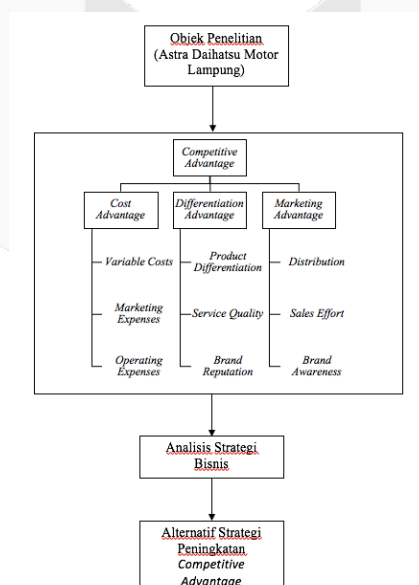 Objek Penelitian
(Astra Daihatsu Motor
Lampung)
Competitive
Advantage
Cost
Advantage
Differentiation
Advantage
Marketing
Advantage
Variable Costs
Product
Differentiation
Distribution
Marketing
Expenses
Service Quality
Sales Effort
Operating
Expenses
Brand
Reputation
Brand
Awareness
Analisis Strategi
Bisnis
Alternatif Strategi
Peningkatan
Competitive
Advantage